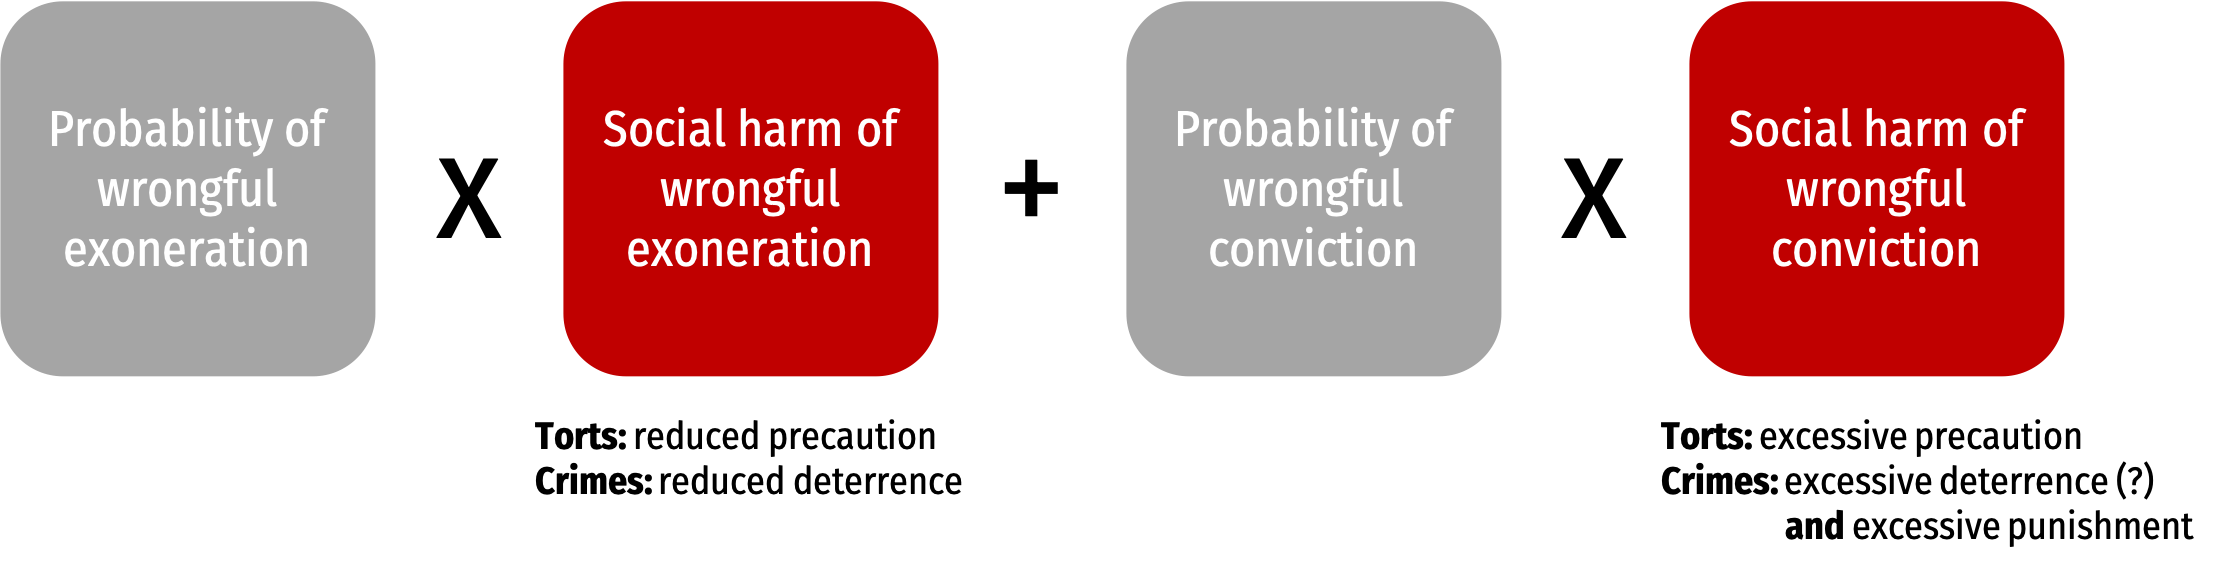 Probability of
wrongful
exoneration
X
Social harm of
wrongful
exoneration
+
Probability of
wrongful
conviction
X
Social harm of
wrongful
conviction
Torts: reduced precaution
Crimes: reduced deterrence
Torts: excessive precaution
Crimes: excessive deterrence (?)
and excessive punishment